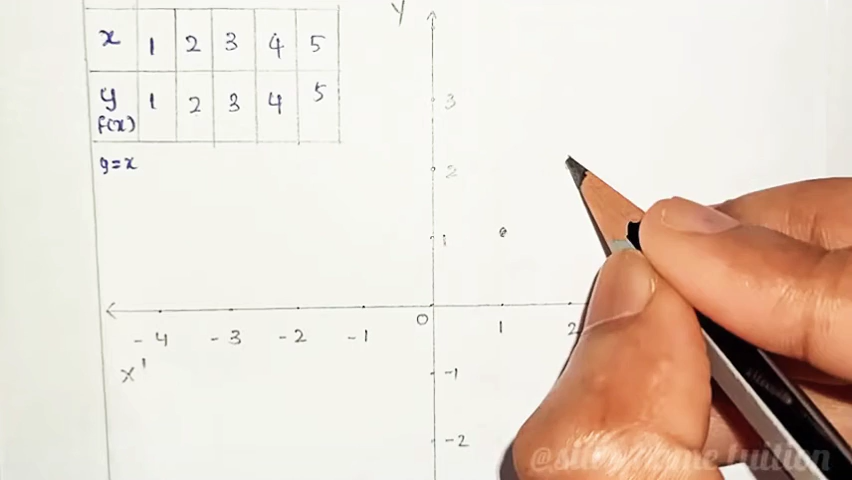 x 1 2 3 4 5
y 1 2 3 4 5
f(x)
y=x
Y
3
2
1
-4 -3 -2 -1 0 1 2
X'
-1
-2